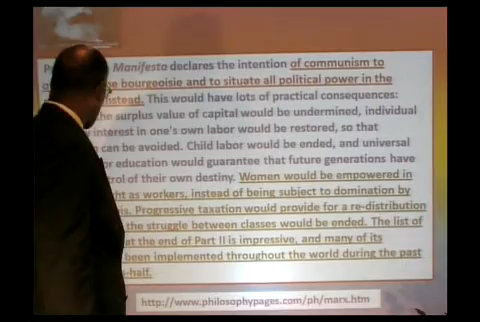 Manifesto declares the intention of communism to
bourgeoisie and to situate all political power in the
instead. This would have lots of practical consequences:
he surplus value of capital would be undermined, individual
interest in one's own labor would be restored, so that
can be avoided. Child labor would be ended, and universal
or education would guarantee that future generations have
rol of their own destiny. Women would be empowered in
ht as workers, instead of being subject to domination by
Progressive taxation would provide for a re-distribution
the struggle between classes would be ended. The list of
at the end of Part II is impressive, and many of its
been implemented throughout the world during the past
-half.
http://www.philosophypages.com/ph/marx.htm